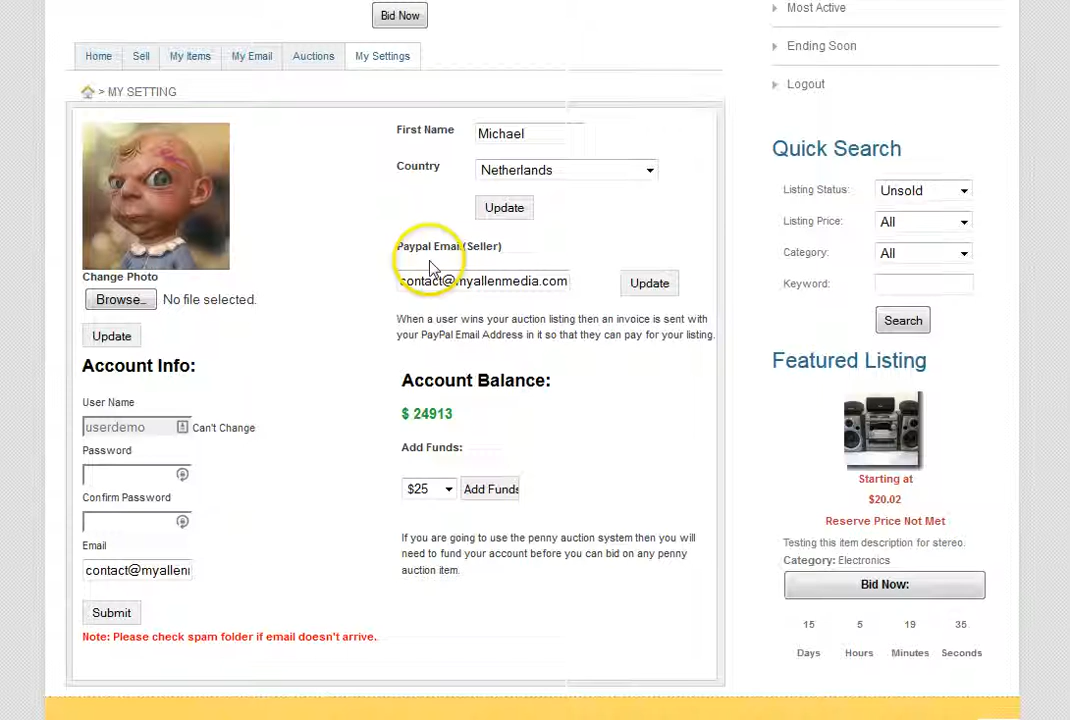 Bid Now
Most Active
Ending Soon
Logout
Home
Sell
My Items
My Email
Auctions
My Settings
> MY SETTING
First Name
Michael
Country
Netherlands
Update
Paypal Email(Seller)
contact@myallenmedia.com
Update
When a user wins your auction listing then an invoice is sent with
your PayPal Email Address in it so that they can pay for your listing.
Change Photo
Browse... No file selected.
Update
Account Info:
User Name
userdemo Can't Change
Password
Confirm Password
Email
contact@myallen
Submit
Note: Please check spam folder if email doesn't arrive.
Account Balance:
$ 24913
Add Funds:
$25 Add Funds
If you are going to use the penny auction system then you will
need to fund your account before you can bid on any penny
auction item.
Quick Search
Listing Status: Unsold
Listing Price: All
Category: All
Keyword:
Search
Featured Listing
Starting at
$20.02
Reserve Price Not Met
Testing this item description for stereo.
Category: Electronics
Bid Now:
15 5 19 35
Days Hours Minutes Seconds